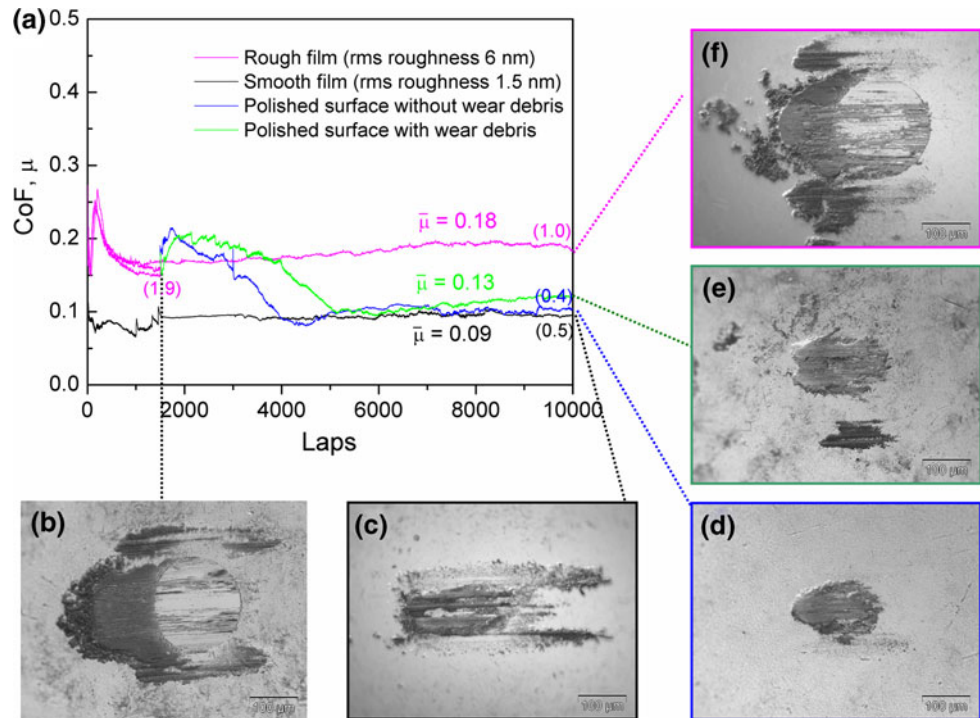 (a)
0.5
0.4
0.3
0.2
0.1
0.0
CoF, μ
Rough film (rms roughness 6 nm)
Smooth film (rms roughness 1.5 nm)
Polished surface without wear debris
Polished surface with wear debris
μ̄ = 0.18
(1.0)
(1.9)
μ̄ = 0.13
(0.4)
μ̄ = 0.09
(0.5)
0
2000
4000
6000
8000
10000
Laps
(f)
100 μm
(e)
100 μm
(b)
100 μm
(c)
100 μm
(d)
100 μm